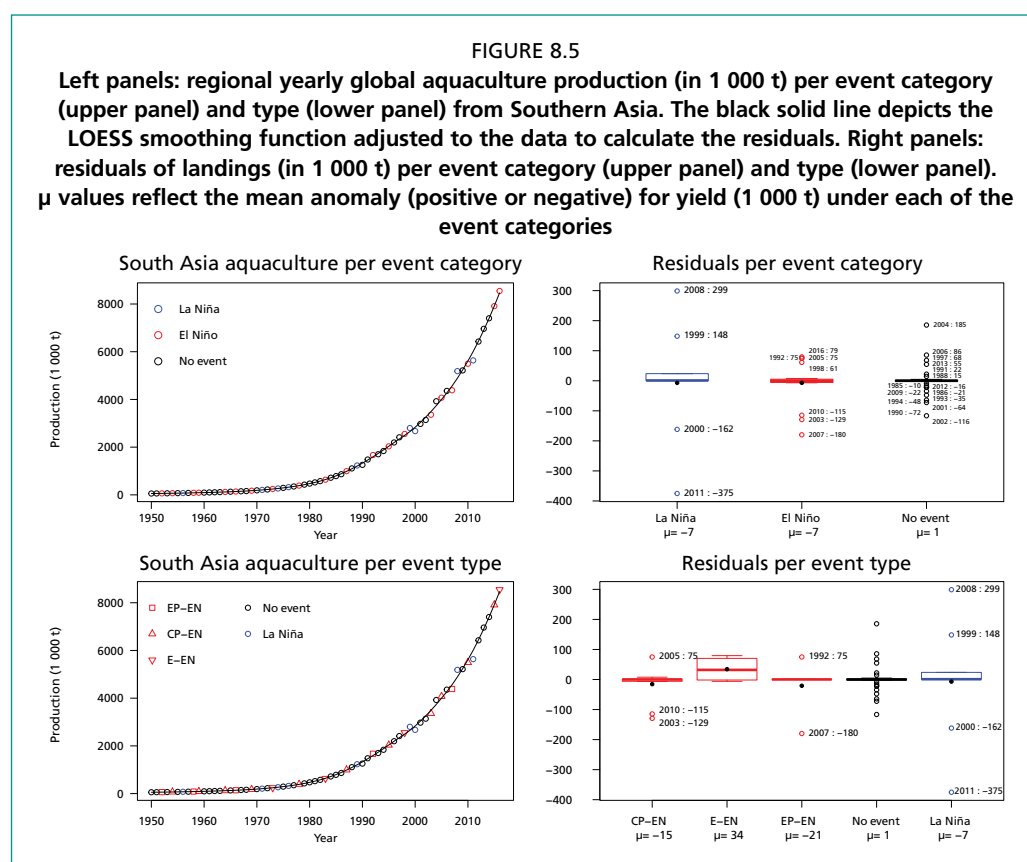 FIGURE 8.5
Left panels: regional yearly global aquaculture production (in 1 000 t) per event category
(upper panel) and type (lower panel) from Southern Asia. The black solid line depicts the
LOESS smoothing function adjusted to the data to calculate the residuals. Right panels:
residuals of landings (in 1 000 t) per event category (upper panel) and type (lower panel).
µ values reflect the mean anomaly (positive or negative) for yield (1 000 t) under each of the
event categories
South Asia aquaculture per event category
Production (1 000 t)
8000
6000
4000
2000
0
La Niña
El Niño
No event
1950 1960 1970 1980 1990 2000 2010
Year
Residuals per event category
300
200
100
0
−100
−200
−300
−400
2008 : 299
1999 : 148
2000 : −162
2011 : −375
2016 : 79
1992 : 75 2005 : 75
1998 : 61
2010 : −115
2003 : −129
2007 : −180
2004 : 185
2006 : 86
1997 : 68
2013 : 55
1991 : 22
1988 : 15
1985 : −10 2012 : −16
2009 : −22 1986 : −21
1994 : −48 1993 : −35
2001 : −64
1990 : −72
2002 : −116
La Niña El Niño No event
µ= −7 µ= −7 µ= 1
South Asia aquaculture per event type
Production (1 000 t)
8000
6000
4000
2000
0
EP−EN No event
CP−EN La Niña
E−EN
1950 1960 1970 1980 1990 2000 2010
Year
Residuals per event type
300
200
100
0
−100
−200
−300
−400
2005 : 75
2010 : −115
2003 : −129
1992 : 75
2007 : −180
2008 : 299
1999 : 148
2000 : −162
2011 : −375
CP−EN E−EN EP−EN No event La Niña
µ= −15 µ= 34 µ= −21 µ= 1 µ= −7